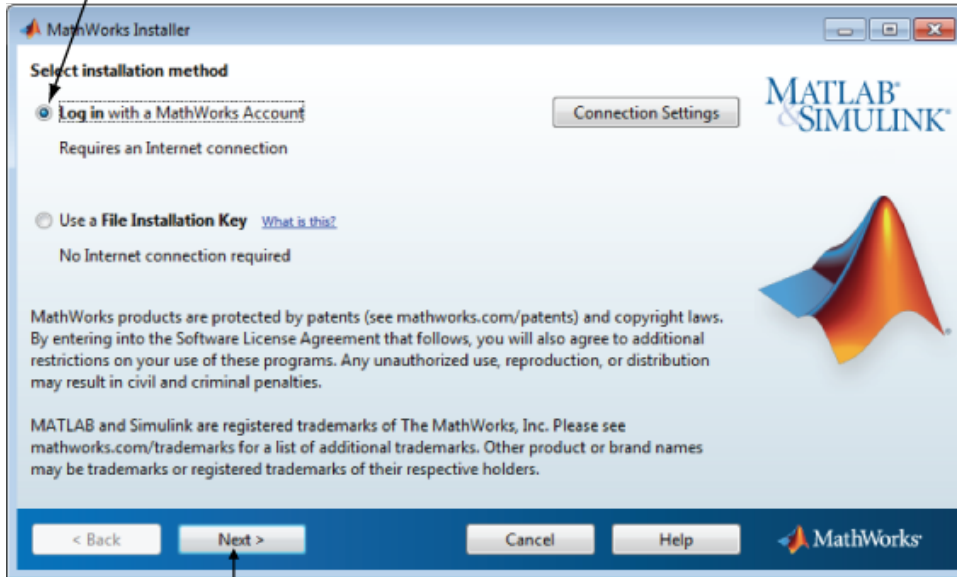 MathWorks Installer
Select installation method
Log in with a MathWorks Account
Connection Settings
MATLAB®
&SIMULINK®
Requires an Internet connection
Use a File Installation Key What is this?
No Internet connection required
MathWorks products are protected by patents (see mathworks.com/patents) and copyright laws.
By entering into the Software License Agreement that follows, you will also agree to additional
restrictions on your use of these programs. Any unauthorized use, reproduction, or distribution
may result in civil and criminal penalties.
MATLAB and Simulink are registered trademarks of The MathWorks, Inc. Please see
mathworks.com/trademarks for a list of additional trademarks. Other product or brand names
may be trademarks or registered trademarks of their respective holders.
< Back
Next >
Cancel
Help
MathWorks®